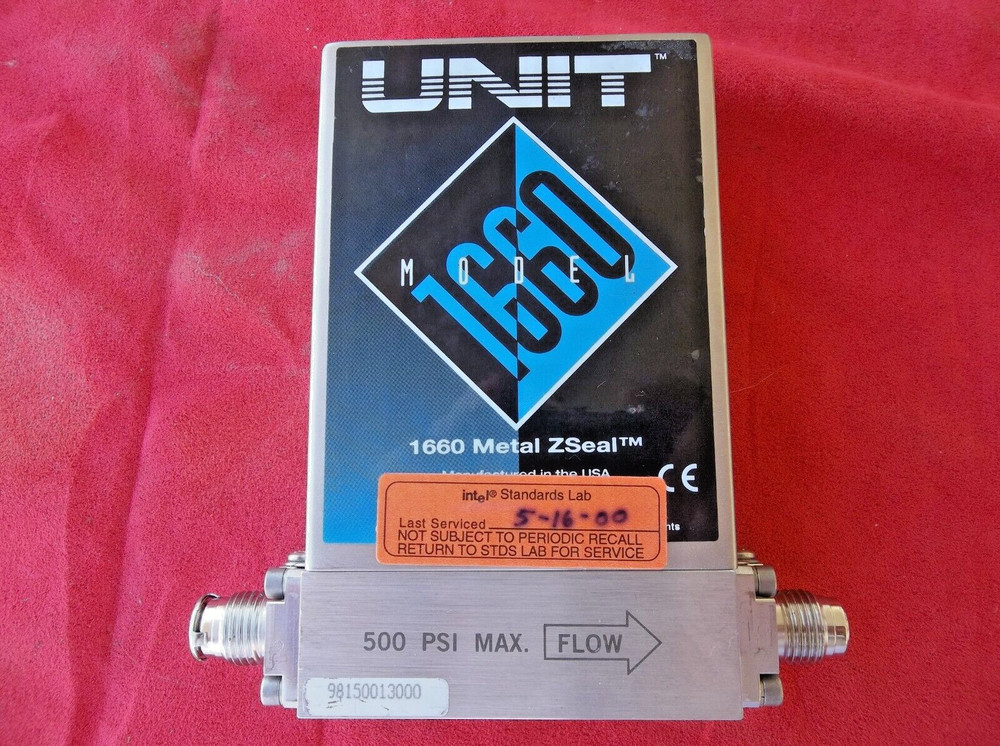 UNIT™
MODEL
1660
1660 Metal ZSeal™
Manufactured in the USA
CE
nts
intel® Standards Lab
Last Serviced 5-16-00
NOT SUBJECT TO PERIODIC RECALL
RETURN TO STDS LAB FOR SERVICE
500 PSI MAX. FLOW
98150013000